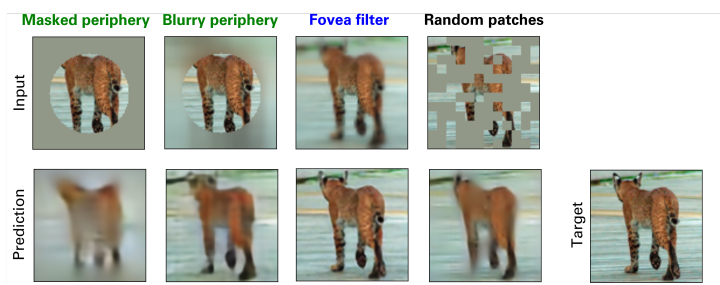 Masked periphery Blurry periphery Fovea filter Random patches
Input
Prediction
Target